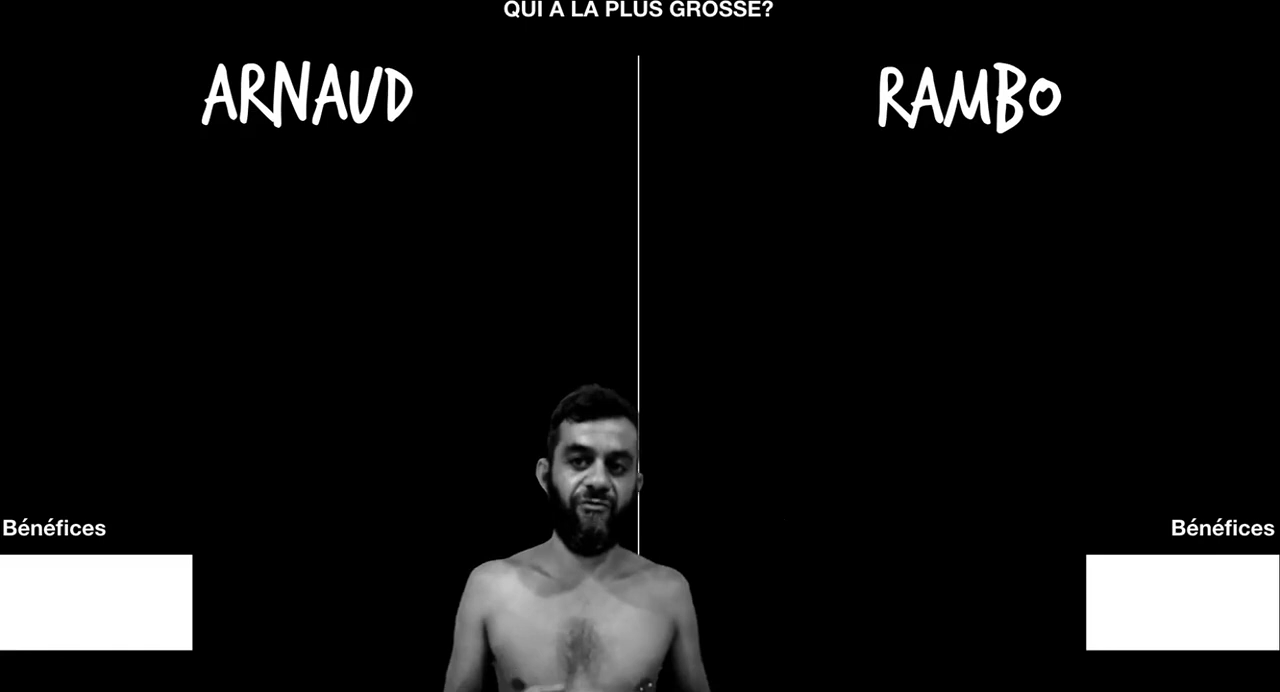 QUI A LA PLUS GROSSE?
ARNAUD
RAMBO
Bénéfices
Bénéfices